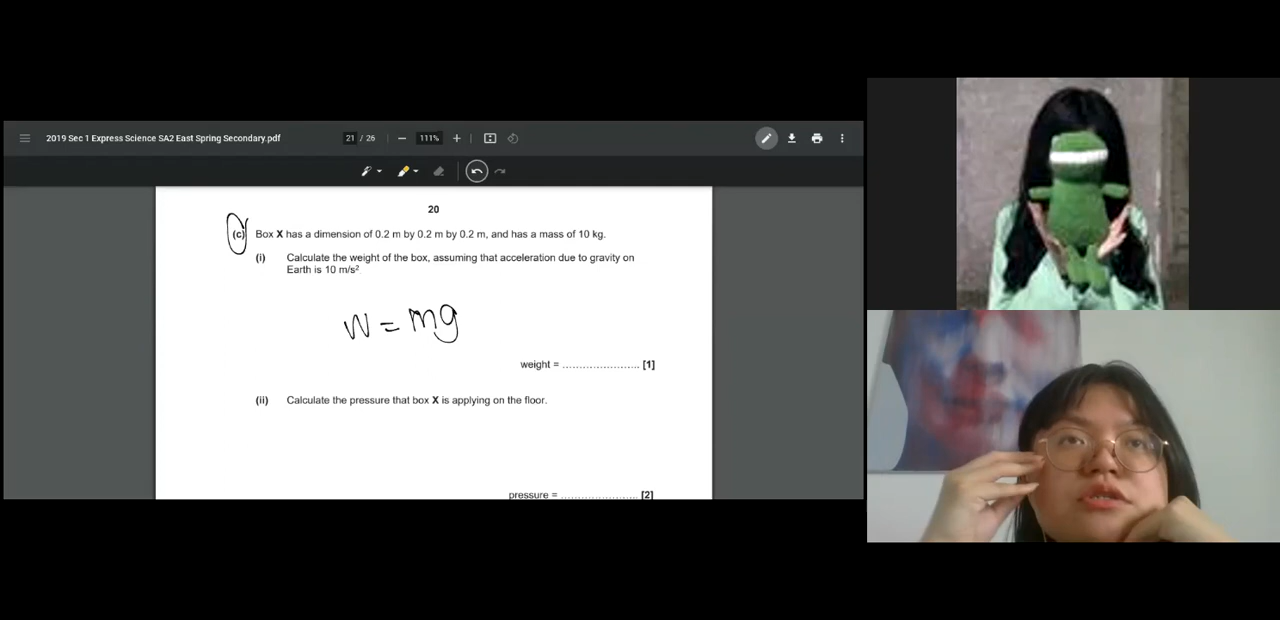 2019 Sec 1 Express Science SA2 East Spring Secondary.pdf 21 / 26 111%
20
(c) Box X has a dimension of 0.2 m by 0.2 m by 0.2 m, and has a mass of 10 kg.
(i) Calculate the weight of the box, assuming that acceleration due to gravity on
Earth is 10 m/s²
W = mg
weight = ........................ [1]
(ii) Calculate the pressure that box X is applying on the floor.
pressure = ........................ [2]